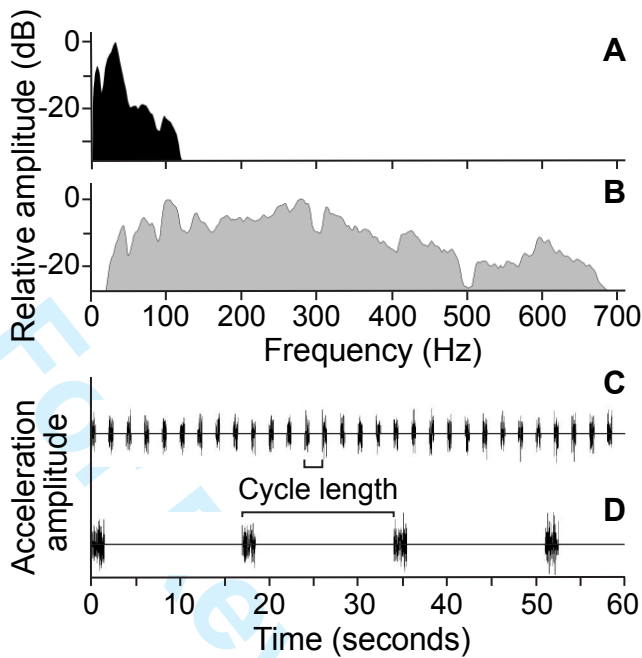 A
0
-20
Relative amplitude (dB)
B
0
-20
0 100 200 300 400 500 600 700
Frequency (Hz)
C
Cycle length
D
Acceleration
amplitude
0 10 20 30 40 50 60
Time (seconds)